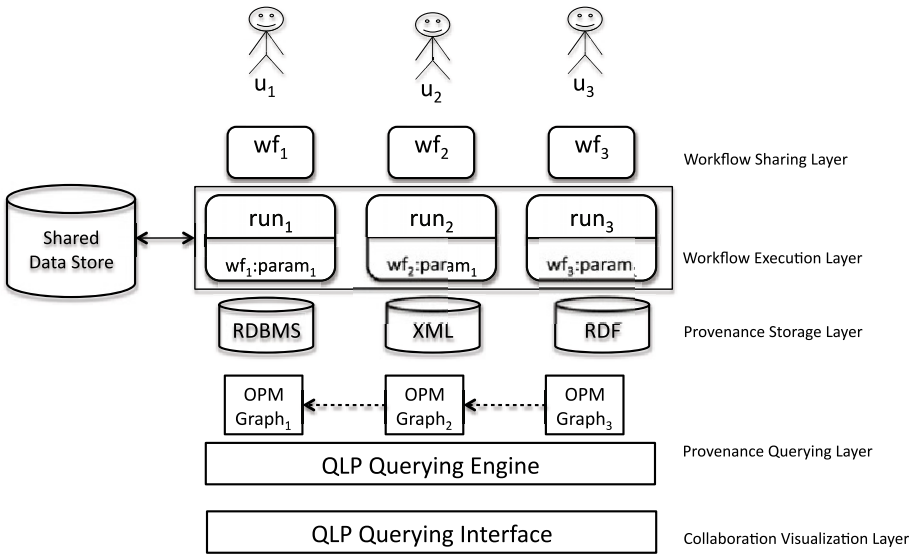 u1 u2 u3
wf1 wf2 wf3
Workflow Sharing Layer
Shared
Data Store
run1 run2 run3
wf1:param1 wf2:param1 wf3:param
Workflow Execution Layer
RDBMS XML RDF
Provenance Storage Layer
OPM OPM OPM
Graph1 Graph2 Graph3
Provenance Querying Layer
QLP Querying Engine
QLP Querying Interface
Collaboration Visualization Layer